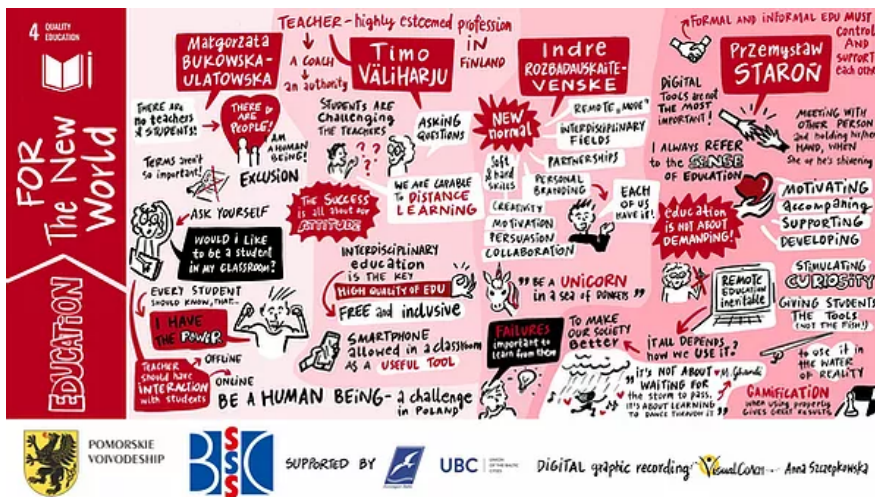 4 QUALITY
EDUCATION
EDUCATION
FOR
The New
World
Małgorzata
BUKOWSKA-
ULATOWSKA
THERE ARE
no teachers
& STUDENTS!
THERE
ARE
PEOPLE!
I AM
A HUMAN
BEING!
TERMS aren't
so important!
EXCLUSION
ASK YOURSELF
WOULD I LIKE
to be a student
IN MY CLASSROOM?
EVERY STUDENT
SHOULD KNOW, THAT...
I HAVE
THE POWER
TEACHER
should have
INTERACTION
with students
OFFLINE
ONLINE
BE A HUMAN BEING - a challenge
in POLAND
TEACHER - highly esteemed profession
IN
FINLAND
A COACH
an authority
Timo
VÄLIHARJU
STUDENTS ARE
CHALLENGING
THE TEACHERS
? ? ?
ASKING
QUESTIONS
WE ARE CAPABLE
to DISTANCE
LEARNING
THE SUCCESS
is all about our
ATTITUDE
INTERDISCIPLINARY
education
IS THE KEY
HIGH QUALITY OF EDU
FREE and inclusive
SMARTPHONE
allowed in a classroom
AS A USEFUL TOOL
Indre
ROZBADAUSKAITE-
VENSKE
NEW
normal
REMOTE „MODE”
INTERDISCIPLINARY
FIELDS
PARTNERSHIPS
Soft
& hard
skills
PERSONAL
BRANDING
EACH
OF US
HAVE IT!
CREATIVITY
MOTIVATION
PERSUASION
COLLABORATION
„BE A UNICORN
in a sea of DONKEYS”
FAILURES
important to
learn from them
TO MAKE
OUR SOCIETY
Better
„IT'S NOT ABOUT
WAITING FOR
the storm to pass.
IT'S ABOUT LEARNING
TO DANCE THROUGH IT”
M. Ghandi
FORMAL AND INFORMAL EDU MUST
control
AND
SUPPORT
each other
Przemysław
STAROŃ
DIGITAL
TOOLS are not
THE MOST
important!
MEETING WITH
OTHER PERSON
and holding his/her
HAND, WHEN
She or he's shivering
I ALWAYS REFER
to the SENSE
OF EDUCATION
education
IS NOT ABOUT
DEMANDING!
MOTIVATING
accompaning
SUPPORTING
DEVELOPING
REMOTE
EDUCATION
inevitable
IT ALL DEPENDS
how we USE IT?
STIMULATING
CURIOSITY
GIVING STUDENTS
THE TOOLS
(NOT THE FISH!)
to use it in
the WATER
OF REALITY
GAMIFICATION
when using properly
GIVES GREAT RESULTS
POMORSKIE
VOIVODESHIP
BSSSC
SUPPORTED BY
UBC
UNION
OF THE BALTIC
CITIES
DIGITAL graphic recording:
Anna Szczepkowska